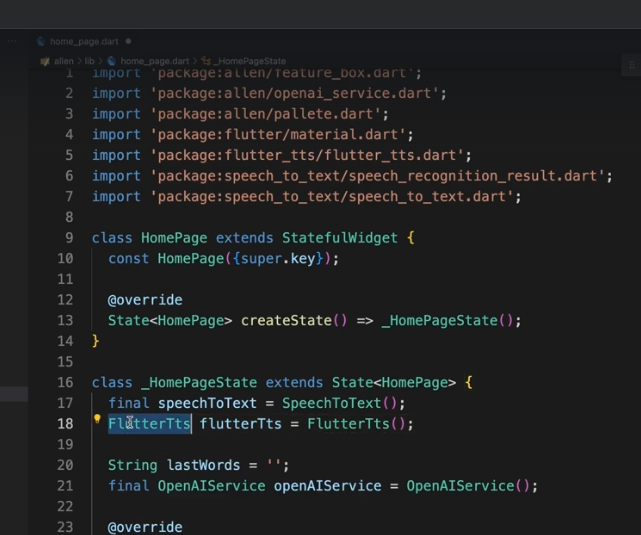 home_page.dart
allen > lib > home_page.dart > _HomePageState
1 import 'package:allen/feature_box.dart';
2 import 'package:allen/openai_service.dart';
3 import 'package:allen/pallete.dart';
4 import 'package:flutter/material.dart';
5 import 'package:flutter_tts/flutter_tts.dart';
6 import 'package:speech_to_text/speech_recognition_result.dart';
7 import 'package:speech_to_text/speech_to_text.dart';
8
9 class HomePage extends StatefulWidget {
10 const HomePage({super.key});
11
12 @override
13 State<HomePage> createState() => _HomePageState();
14 }
15
16 class _HomePageState extends State<HomePage> {
17 final speechToText = SpeechToText();
18 FlutterTts flutterTts = FlutterTts();
19
20 String lastWords = '';
21 final OpenAIService openAIService = OpenAIService();
22
23 @override